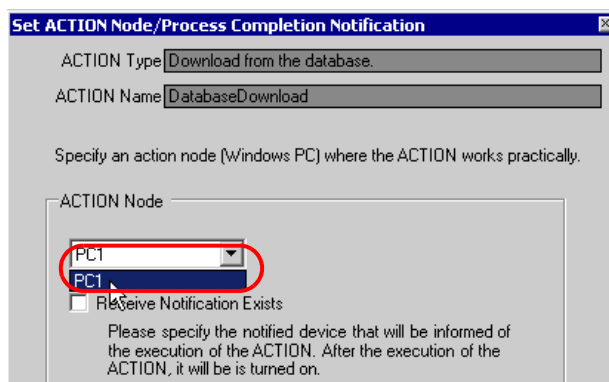 Set ACTION Node/Process Completion Notification
ACTION Type Download from the database.
ACTION Name DatabaseDownload
Specify an action node (Windows PC) where the ACTION works practically.
ACTION Node
PC1
PC1
Receive Notification Exists
Please specify the notified device that will be informed of
the execution of the ACTION. After the execution of the
ACTION, it will be is turned on.